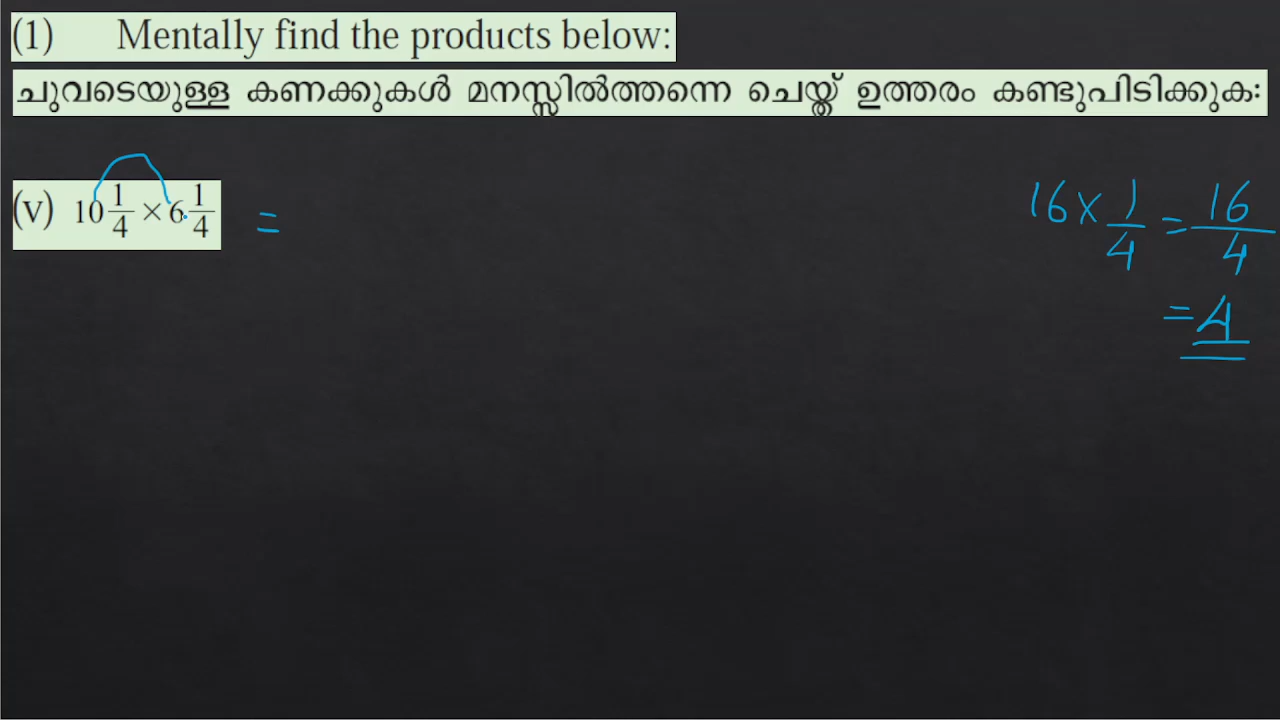 (1) Mentally find the products below:
ചുവടെയുള്ള കണക്കുകൾ മനസ്സിൽത്തന്നെ ചെയ്ത് ഉത്തരം കണ്ടുപിടിക്കുക:
(v) 10 1/4 × 6 1/4 =
16 × 1/4 = 16/4
= 4